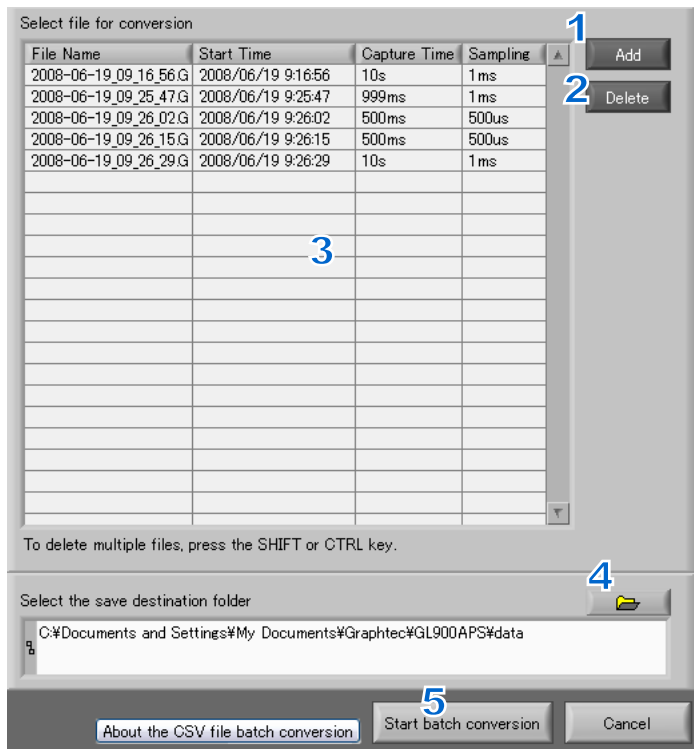 Select file for conversion
1
File Name Start Time Capture Time Sampling
Add
2008-06-19_09_16_56.G 2008/06/19 9:16:56 10s 1ms
2008-06-19_09_25_47.G 2008/06/19 9:25:47 999ms 1ms
2 Delete
2008-06-19_09_26_02.G 2008/06/19 9:26:02 500ms 500us
2008-06-19_09_26_15.G 2008/06/19 9:26:15 500ms 500us
2008-06-19_09_26_29.G 2008/06/19 9:26:29 10s 1ms
3
To delete multiple files, press the SHIFT or CTRL key.
4
Select the save destination folder
C:¥Documents and Settings¥My Documents¥Graphtec¥GL900APS¥data
5
About the CSV file batch conversion Start batch conversion Cancel